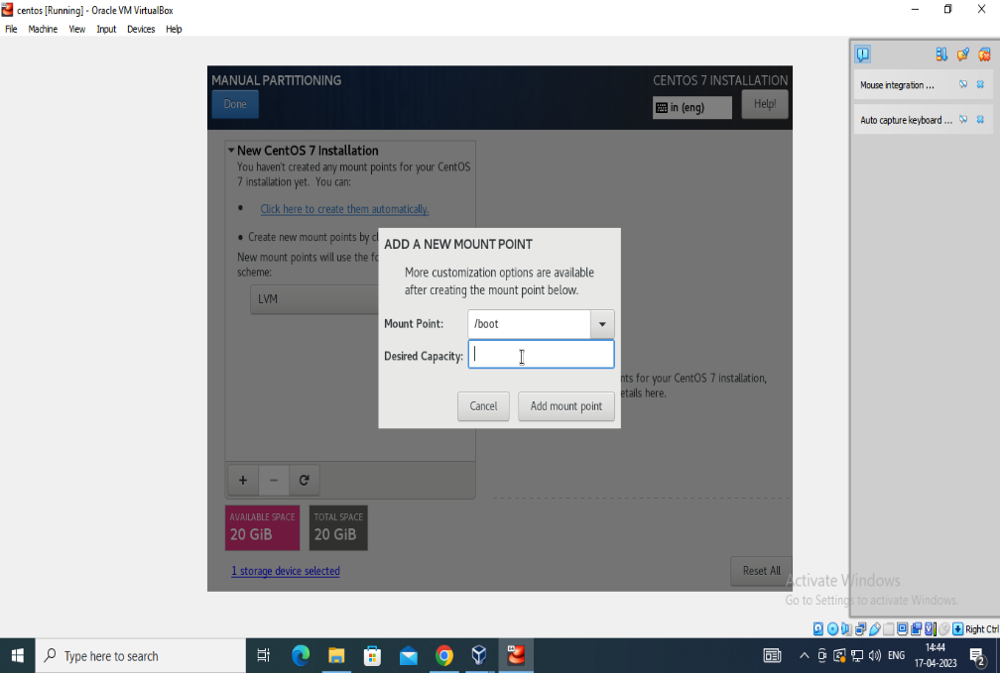 centos [Running] - Oracle VM VirtualBox
File Machine View Input Devices Help
MANUAL PARTITIONING
CENTOS 7 INSTALLATION
Done
in (eng)
Help!
Mouse integration ...
Auto capture keyboard ...
New CentOS 7 Installation
You haven't created any mount points for your CentOS
7 installation yet. You can:
• Click here to create them automatically.
• Create new mount points by cl
New mount points will use the fo
scheme:
LVM
ADD A NEW MOUNT POINT
More customization options are available
after creating the mount point below.
Mount Point: /boot
Desired Capacity:
Cancel
Add mount point
nts for your CentOS 7 installation,
etails here.
+ −
AVAILABLE SPACE
20 GiB
TOTAL SPACE
20 GiB
1 storage device selected
Reset All
Activate Windows
Go to Settings to activate Windows.
Right Ctrl
Type here to search
ENG
14:44
17-04-2023
2